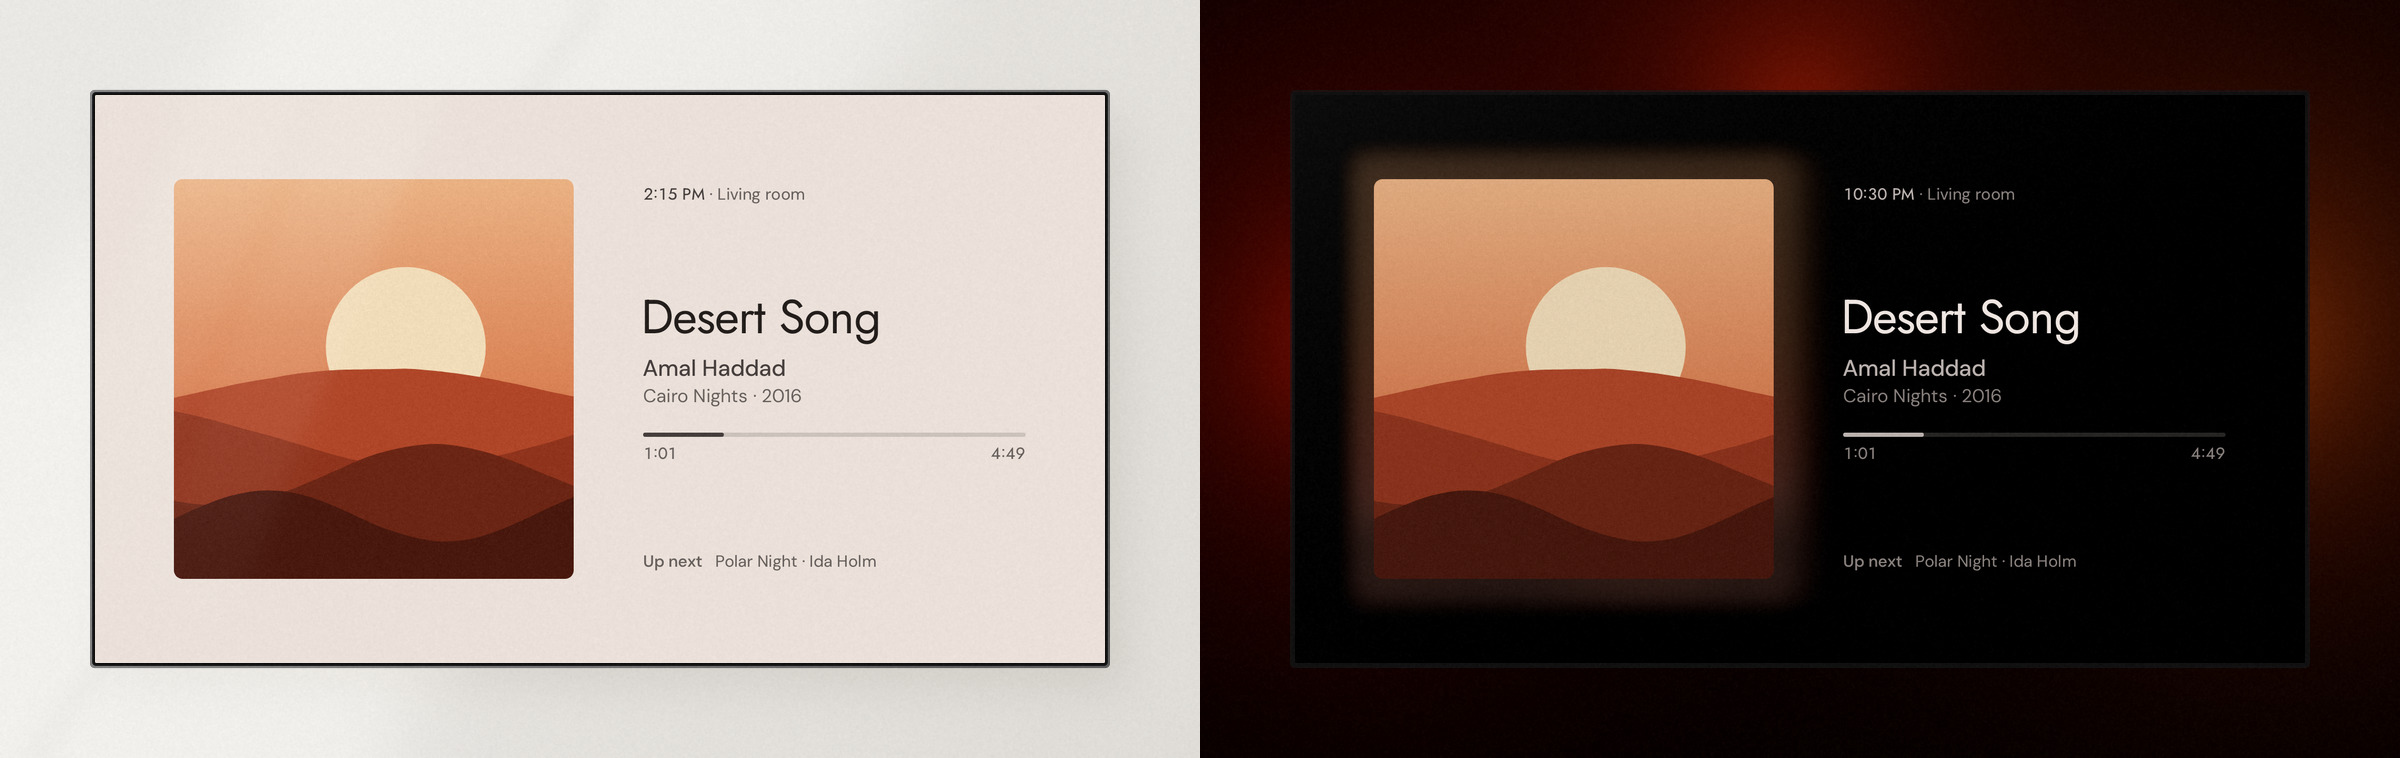 2:15 PM · Living room
Desert Song
Amal Haddad
Cairo Nights · 2016
1:01 4:49
Up next Polar Night · Ida Holm
10:30 PM · Living room
Desert Song
Amal Haddad
Cairo Nights · 2016
1:01 4:49
Up next Polar Night · Ida Holm